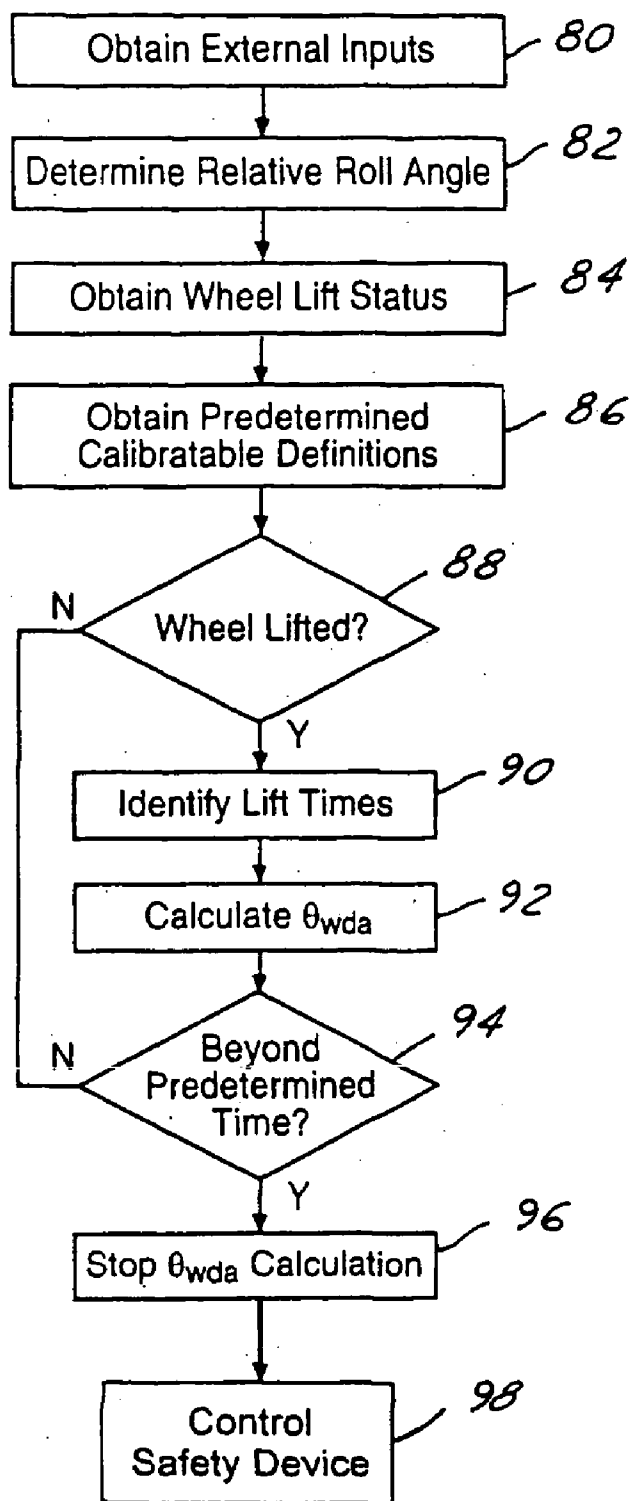 Obtain External Inputs
80
Determine Relative Roll Angle
82
Obtain Wheel Lift Status
84
Obtain Predetermined
Calibratable Definitions
86
Wheel Lifted?
88
N
Y
Identify Lift Times
90
Calculate θwda
92
Beyond
Predetermined
Time?
94
N
Y
Stop θwda Calculation
96
Control
Safety Device
98